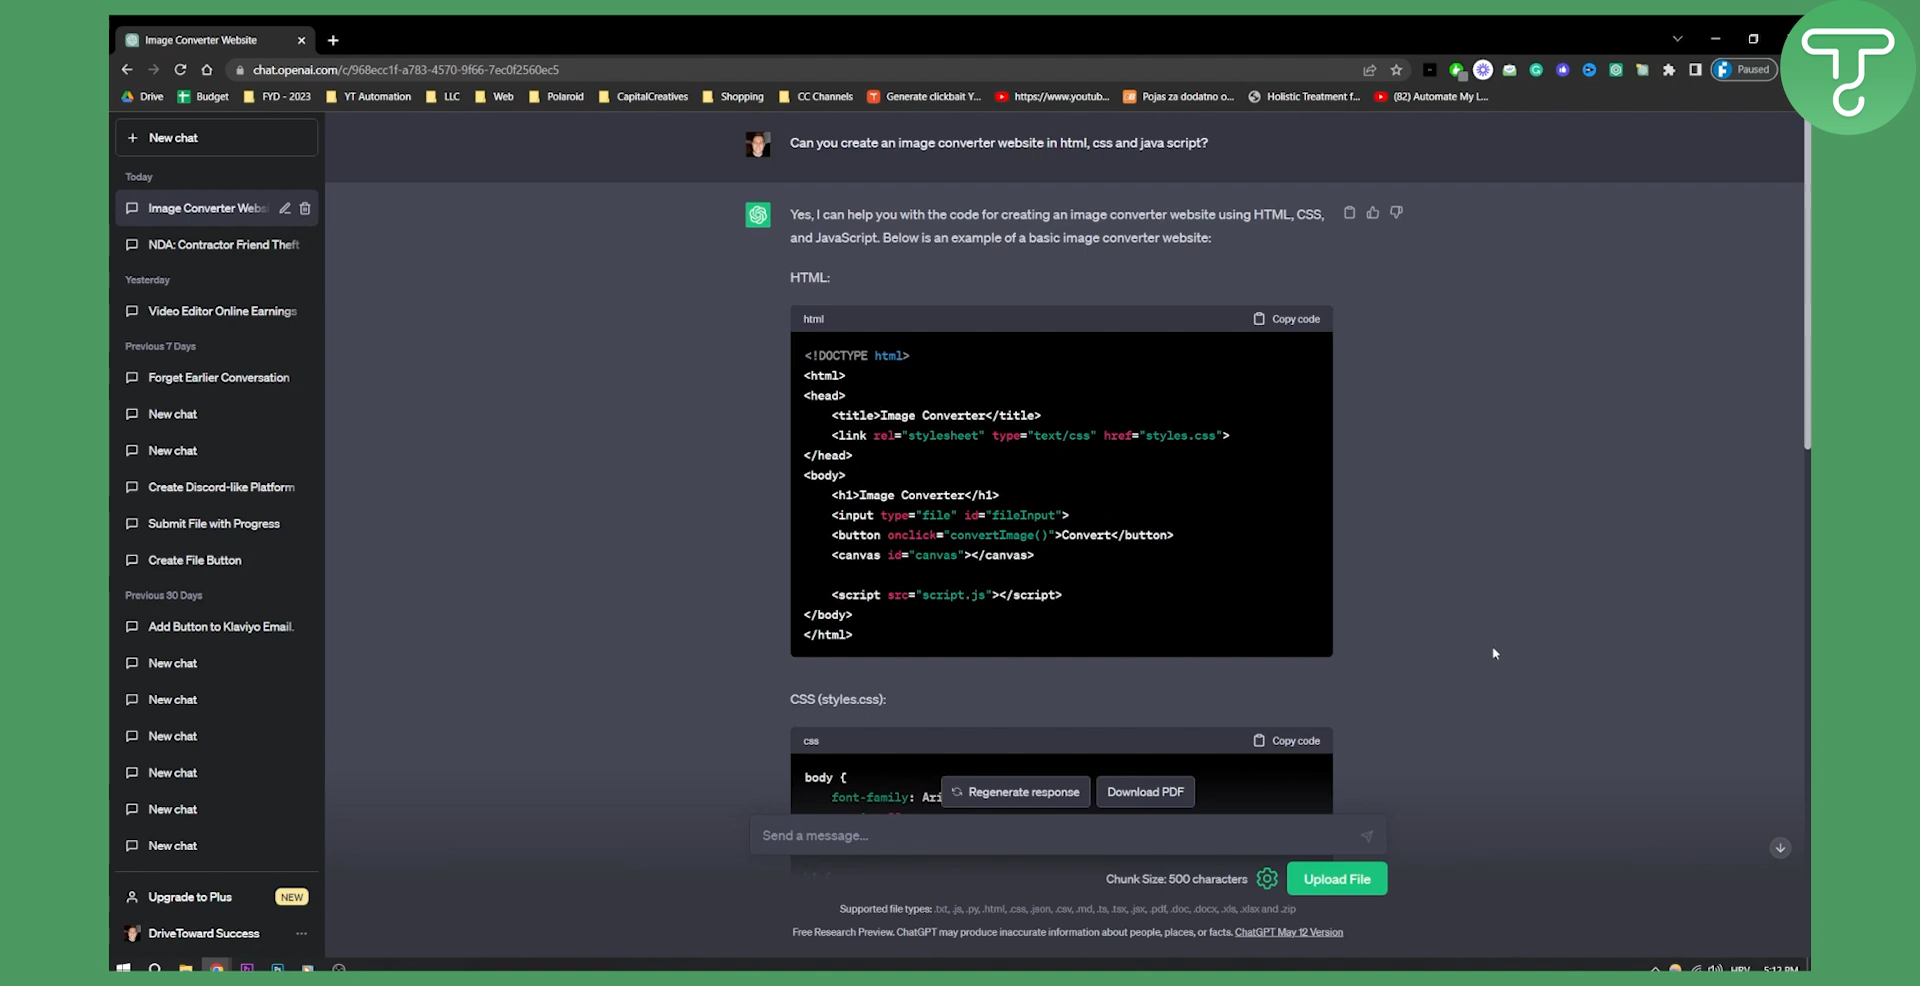 Image Converter Website
chat.openai.com/c/968ecc1f-a783-4570-9f66-7ec0f2560ec5
Paused
Drive
Budget
FYD - 2023
YT Automation
LLC
Web
Polaroid
CapitalCreatives
Shopping
CC Channels
Generate clickbait Y...
https://www.youtub...
Pojas za dodatno o...
Holistic Treatment f...
(82) Automate My L...
+ New chat
Today
Image Converter Webs
NDA: Contractor Friend Theft
Yesterday
Video Editor Online Earnings
Previous 7 Days
Forget Earlier Conversation
New chat
New chat
Create Discord-like Platform
Submit File with Progress
Create File Button
Previous 30 Days
Add Button to Klaviyo Email.
New chat
New chat
New chat
New chat
New chat
New chat
Upgrade to Plus
NEW
DriveToward Success
Can you create an image converter website in html, css and java script?
Yes, I can help you with the code for creating an image converter website using HTML, CSS,
and JavaScript. Below is an example of a basic image converter website:
HTML:
html
Copy code
<!DOCTYPE html>
<html>
<head>
<title>Image Converter</title>
<link rel="stylesheet" type="text/css" href="styles.css">
</head>
<body>
<h1>Image Converter</h1>
<input type="file" id="fileInput">
<button onclick="convertImage()">Convert</button>
<canvas id="canvas"></canvas>
<script src="script.js"></script>
</body>
</html>
CSS (styles.css):
css
Copy code
body {
font-family: Ari
Regenerate response
Download PDF
Send a message...
Chunk Size: 500 characters
Upload File
Supported file types: .txt, .js, .py, .html, .css, .json, .csv, .md, .ts, .tsx, .jsx, .pdf, .doc, .docx, .xls, .xlsx and .zip
Free Research Preview. ChatGPT may produce inaccurate information about people, places, or facts. ChatGPT May 12 Version
HRV
5:12 PM